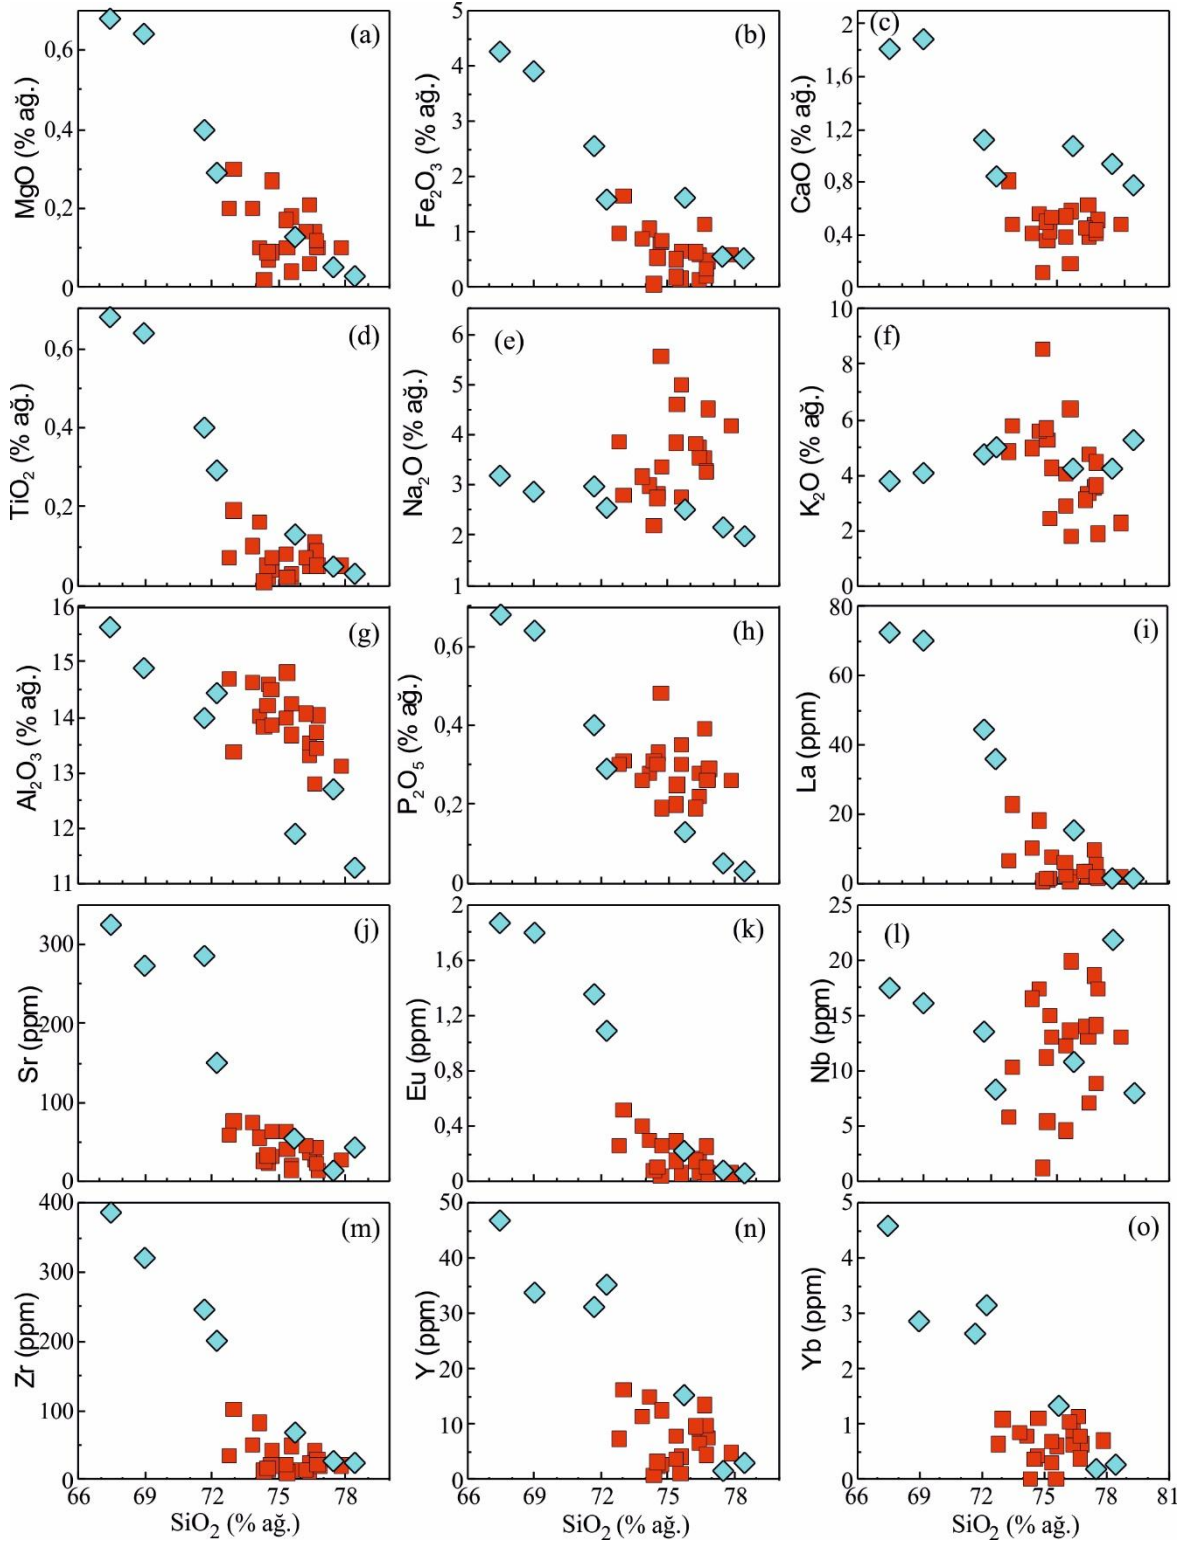 (a)
MgO (% ağ.)
0,6
0,4
0,2
0
(b)
Fe₂O₃ (% ağ.)
5
4
3
2
1
0
(c)
CaO (% ağ.)
2
1,6
1,2
0,8
0,4
0
(d)
TiO₂ (% ağ.)
0,6
0,4
0,2
0
(e)
Na₂O (% ağ.)
6
5
4
3
2
1
(f)
K₂O (% ağ.)
10
8
6
4
2
0
(g)
Al₂O₃ (% ağ.)
16
15
14
13
12
11
(h)
P₂O₅ (% ağ.)
0,6
0,4
0,2
0
(i)
La (ppm)
80
60
40
20
0
(j)
Sr (ppm)
300
200
100
0
(k)
Eu (ppm)
2
1,6
1,2
0,8
0,4
0
(l)
Nb (ppm)
25
20
15
10
5
0
(m)
Zr (ppm)
400
300
200
100
0
66 69 72 75 78
SiO₂ (% ağ.)
(n)
Y (ppm)
50
40
30
20
10
0
66 69 72 75 78
SiO₂ (% ağ.)
(o)
Yb (ppm)
5
4
3
2
1
0
66 69 72 75 78 81
SiO₂ (% ağ.)